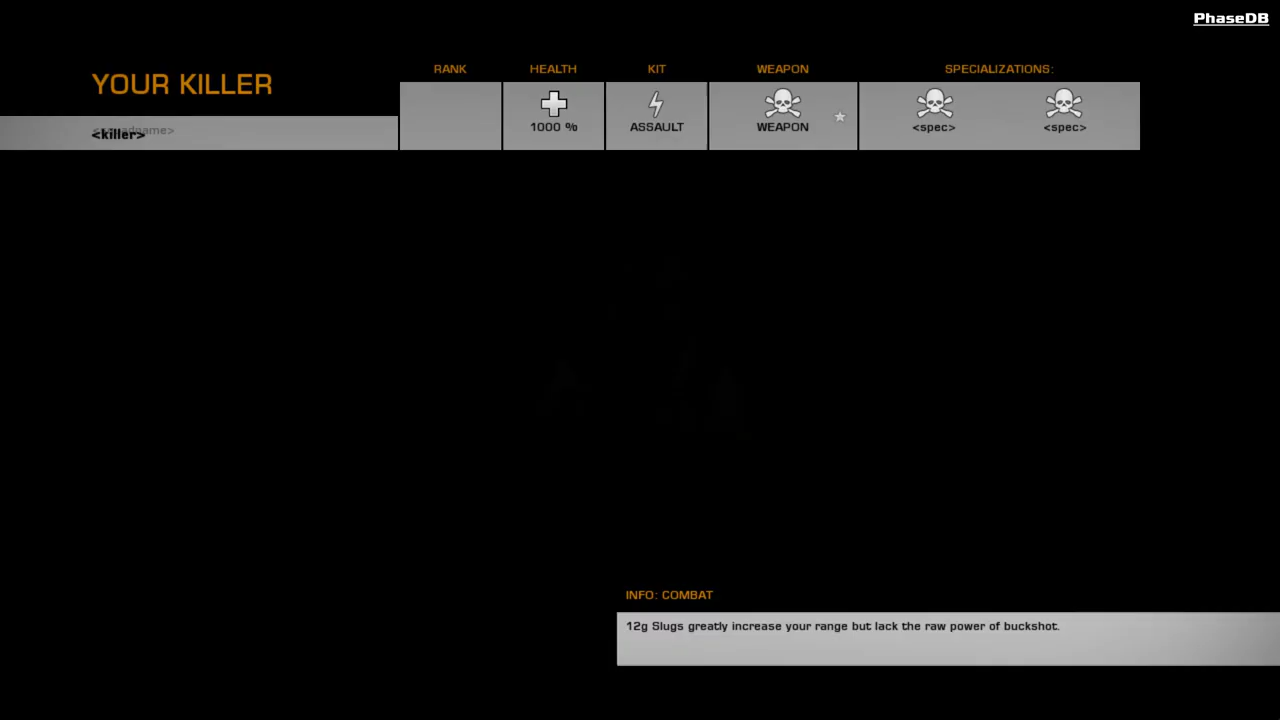 PhaseDB
YOUR KILLER
<killer>
RANK
HEALTH
1000 %
KIT
ASSAULT
WEAPON
WEAPON
SPECIALIZATIONS:
<spec>
<spec>
INFO: COMBAT
12g Slugs greatly increase your range but lack the raw power of buckshot.